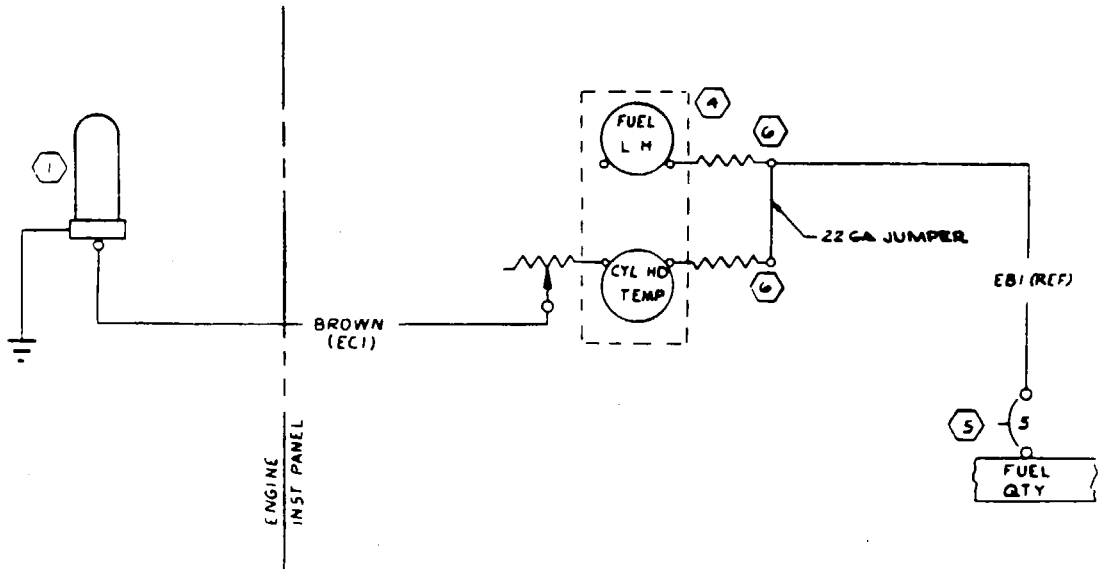 1
FUEL
L H
4
6
22 GA JUMPER
CYL HD
TEMP
6
EB1 (REF)
BROWN
(EC1)
5
5
FUEL
QTY
ENGINE
INST PANEL